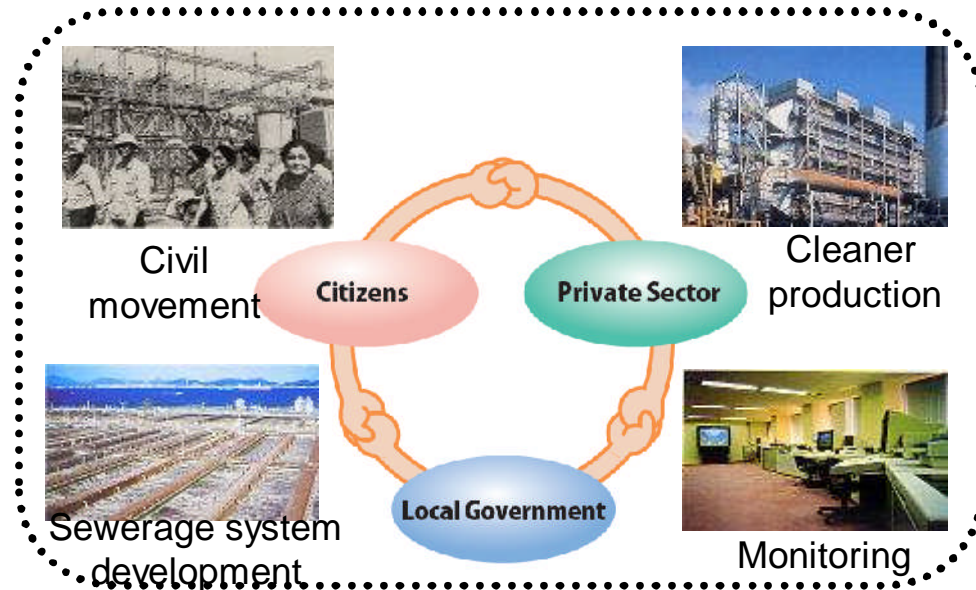 Civil
movement
Citizens
Private Sector
Cleaner
production
Sewerage system
development
Local Government
Monitoring